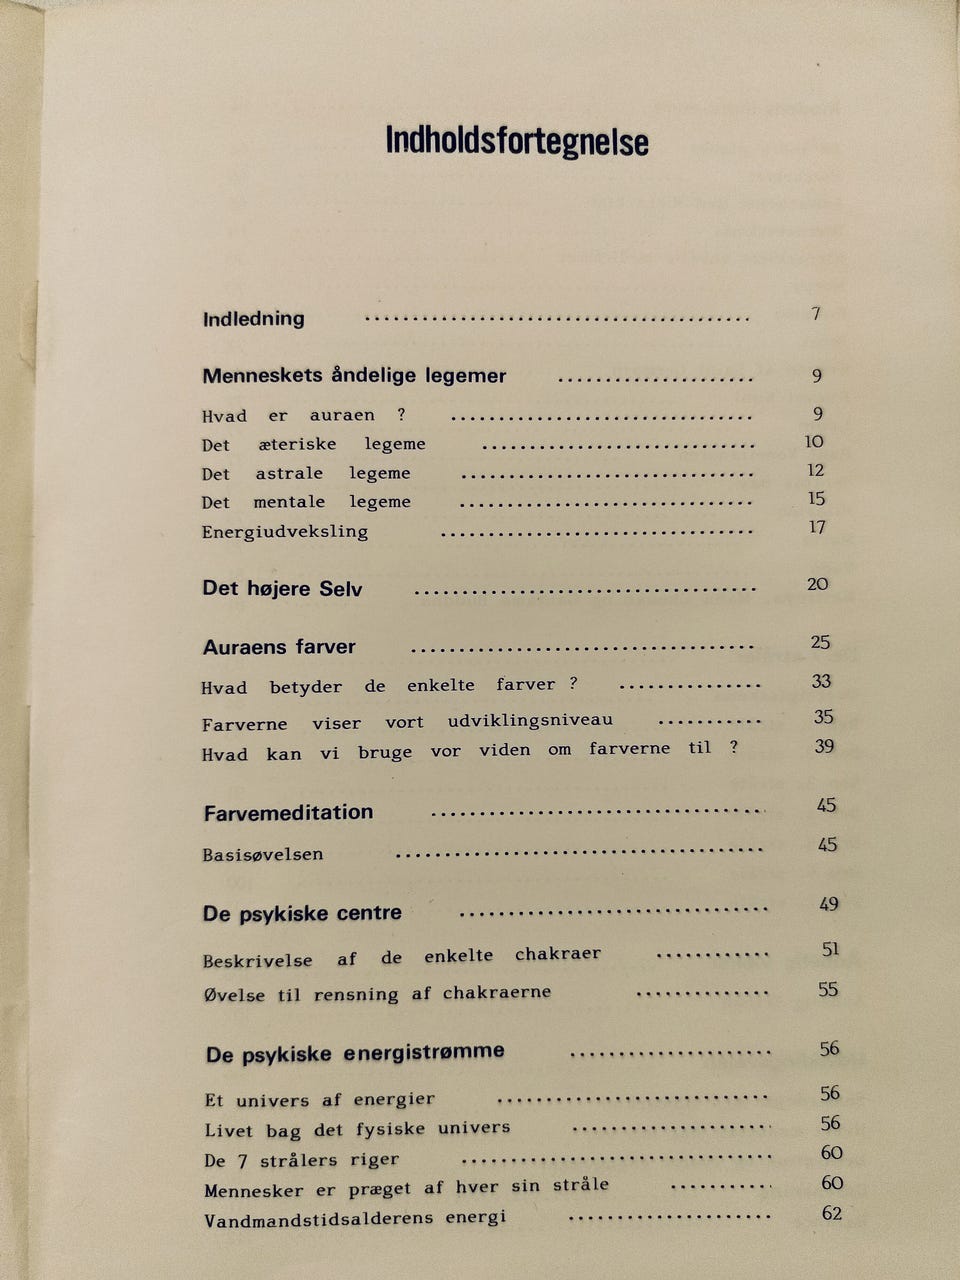 Indholdsfortegnelse
Indledning ........................................ 7
Menneskets åndelige legemer ..................... 9
Hvad er auraen ? ................................ 9
Det æteriske legeme ............................. 10
Det astrale legeme ............................... 12
Det mentale legeme ............................... 15
Energiudveksling ................................. 17
Det højere Selv .................................... 20
Auraens farver .................................... 25
Hvad betyder de enkelte farver ? ............... 33
Farverne viser vort udviklingsniveau ........... 35
Hvad kan vi bruge vor viden om farverne til ? 39
Farvemeditation ................................... 45
Basisøvelsen ...................................... 45
De psykiske centre ................................ 49
Beskrivelse af de enkelte chakraer ............ 51
Øvelse til rensning af chakraerne .............. 55
De psykiske energistrømme ..................... 56
Et univers af energier ............................ 56
Livet bag det fysiske univers ..................... 56
De 7 strålers riger ................................ 60
Mennesker er præget af hver sin stråle ........... 60
Vandmandstidsalderens energi ..................... 62